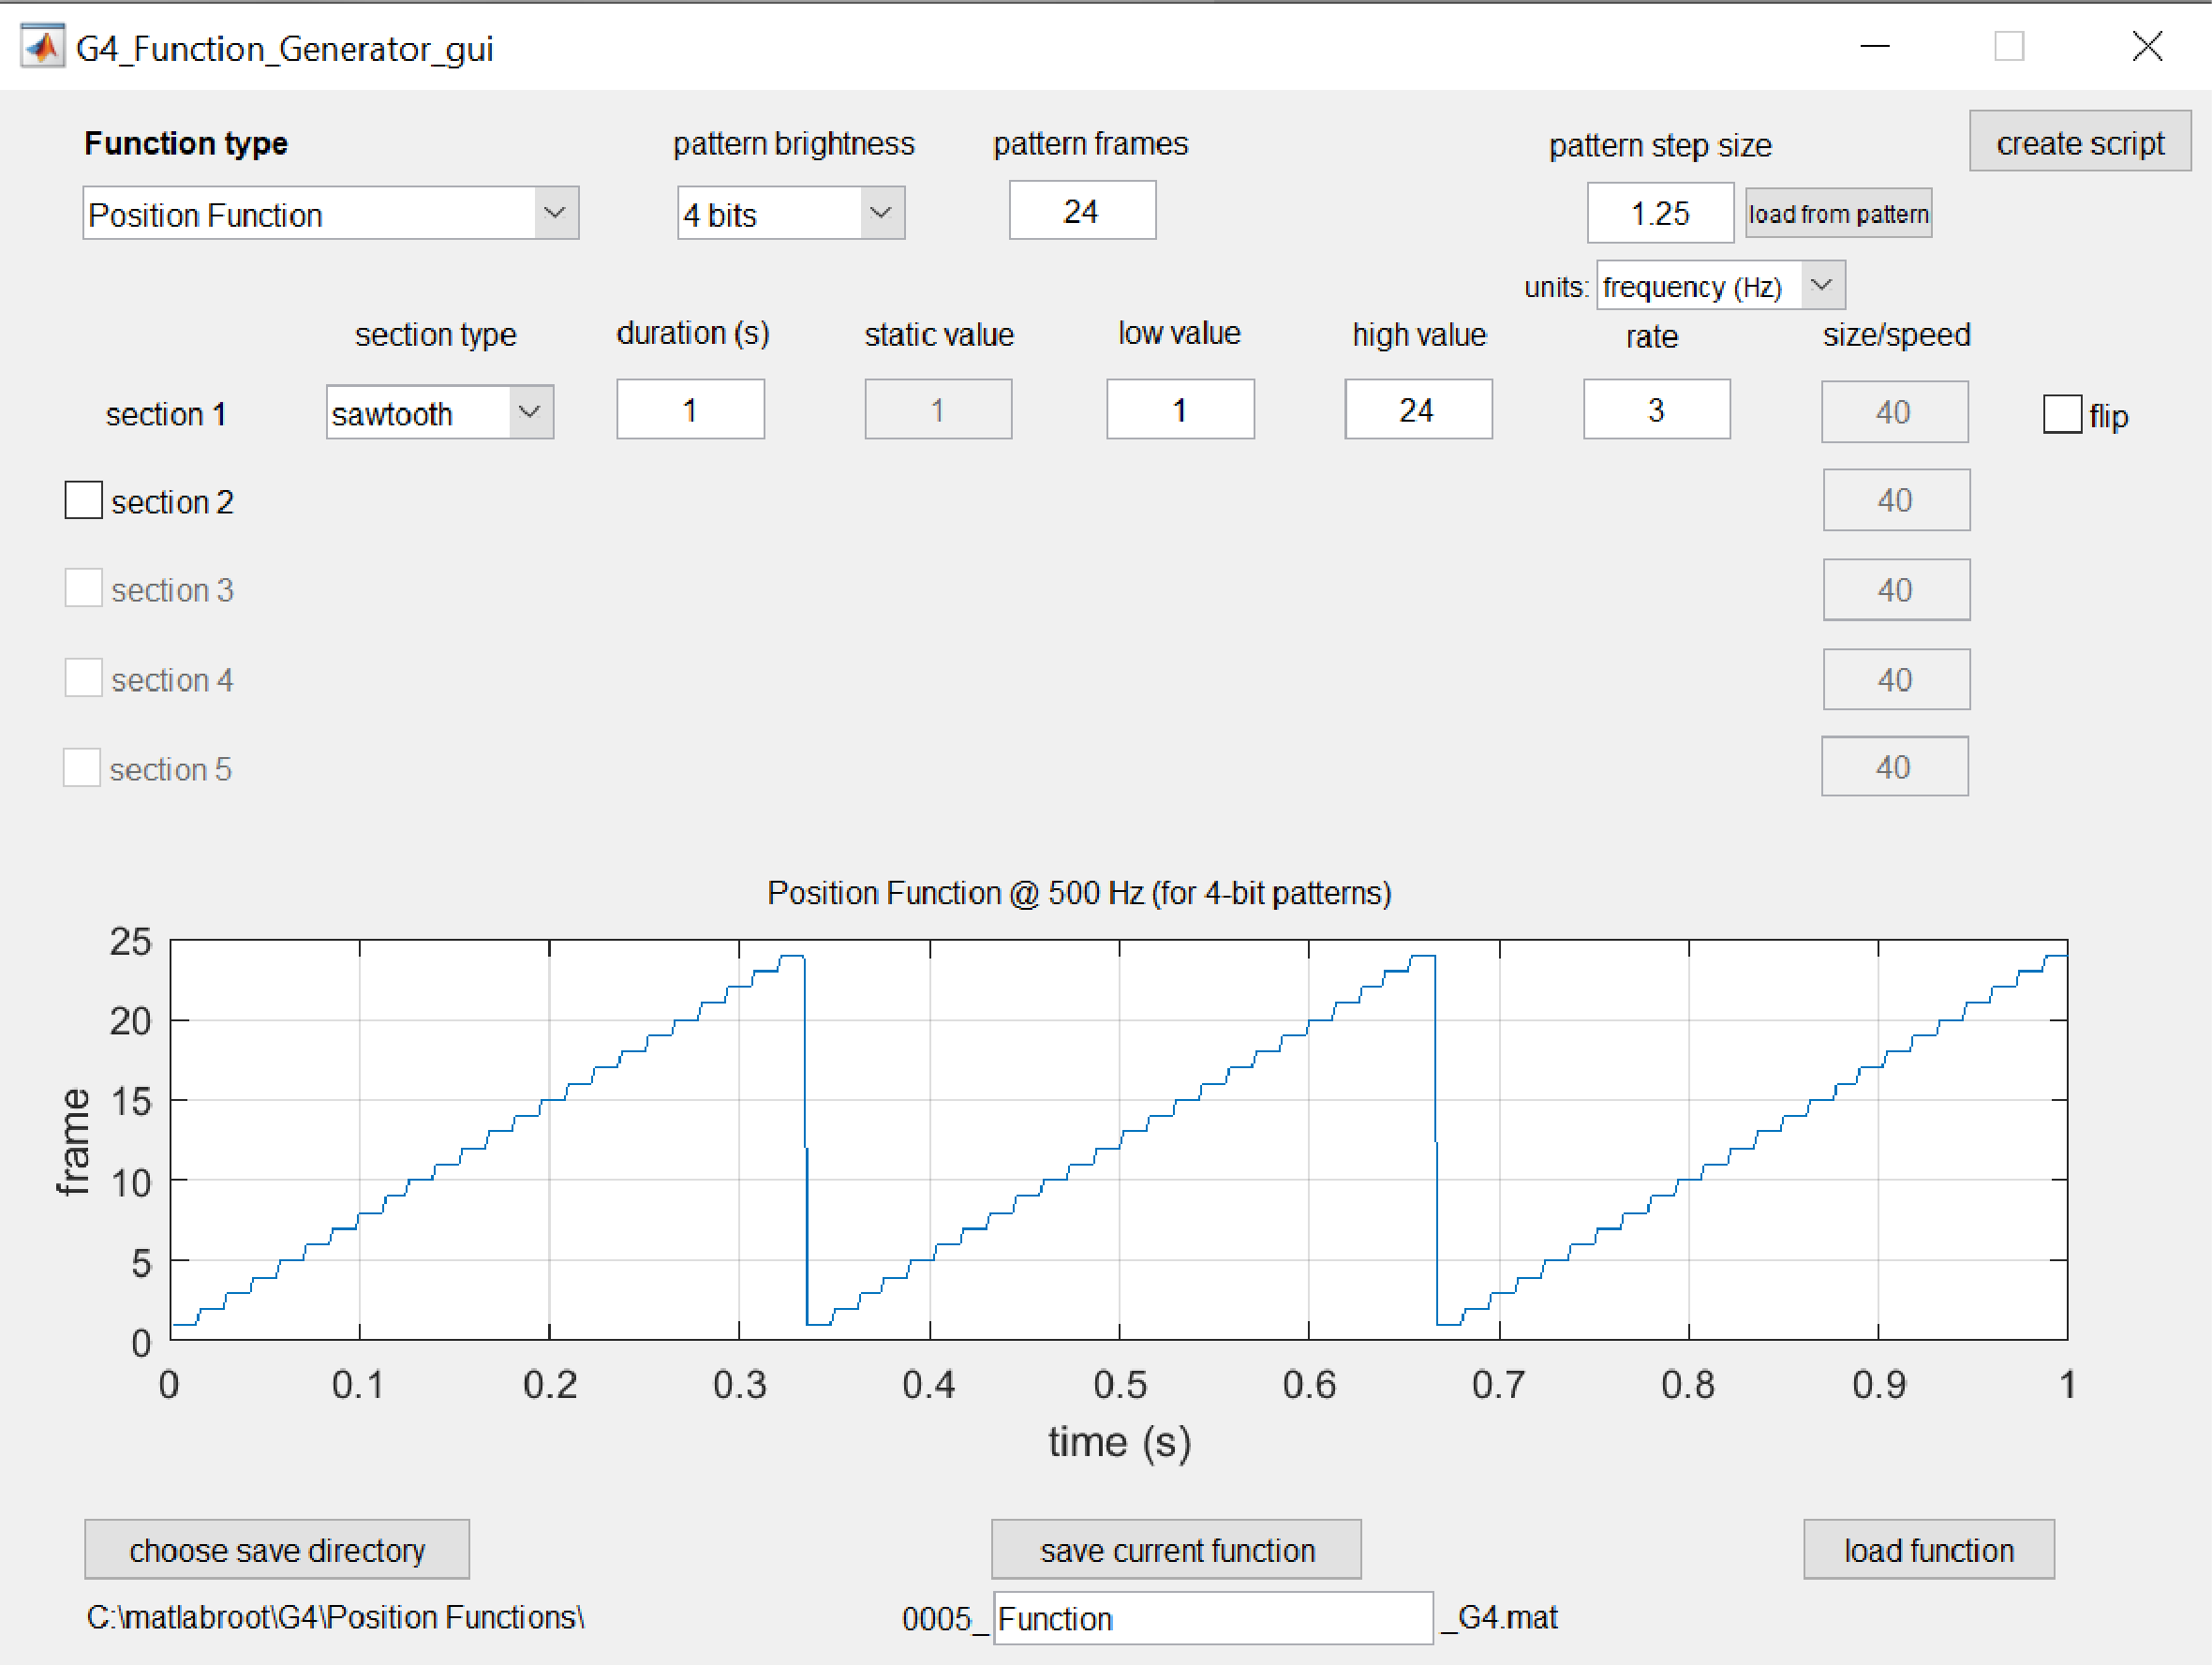 G4_Function_Generator_gui
Function type pattern brightness pattern frames pattern step size create script
Position Function 4 bits 24 1.25 load from pattern
units: frequency (Hz)
section type duration (s) static value low value high value rate size/speed
section 1 sawtooth 1 1 1 24 3 40 flip
section 2 40
section 3 40
section 4 40
section 5 40
Position Function @ 500 Hz (for 4-bit patterns)
25
20
15
10
5
0
frame
0 0.1 0.2 0.3 0.4 0.5 0.6 0.7 0.8 0.9 1
time (s)
choose save directory save current function load function
C:\matlabroot\G4\Position Functions\ 0005_ Function _G4.mat